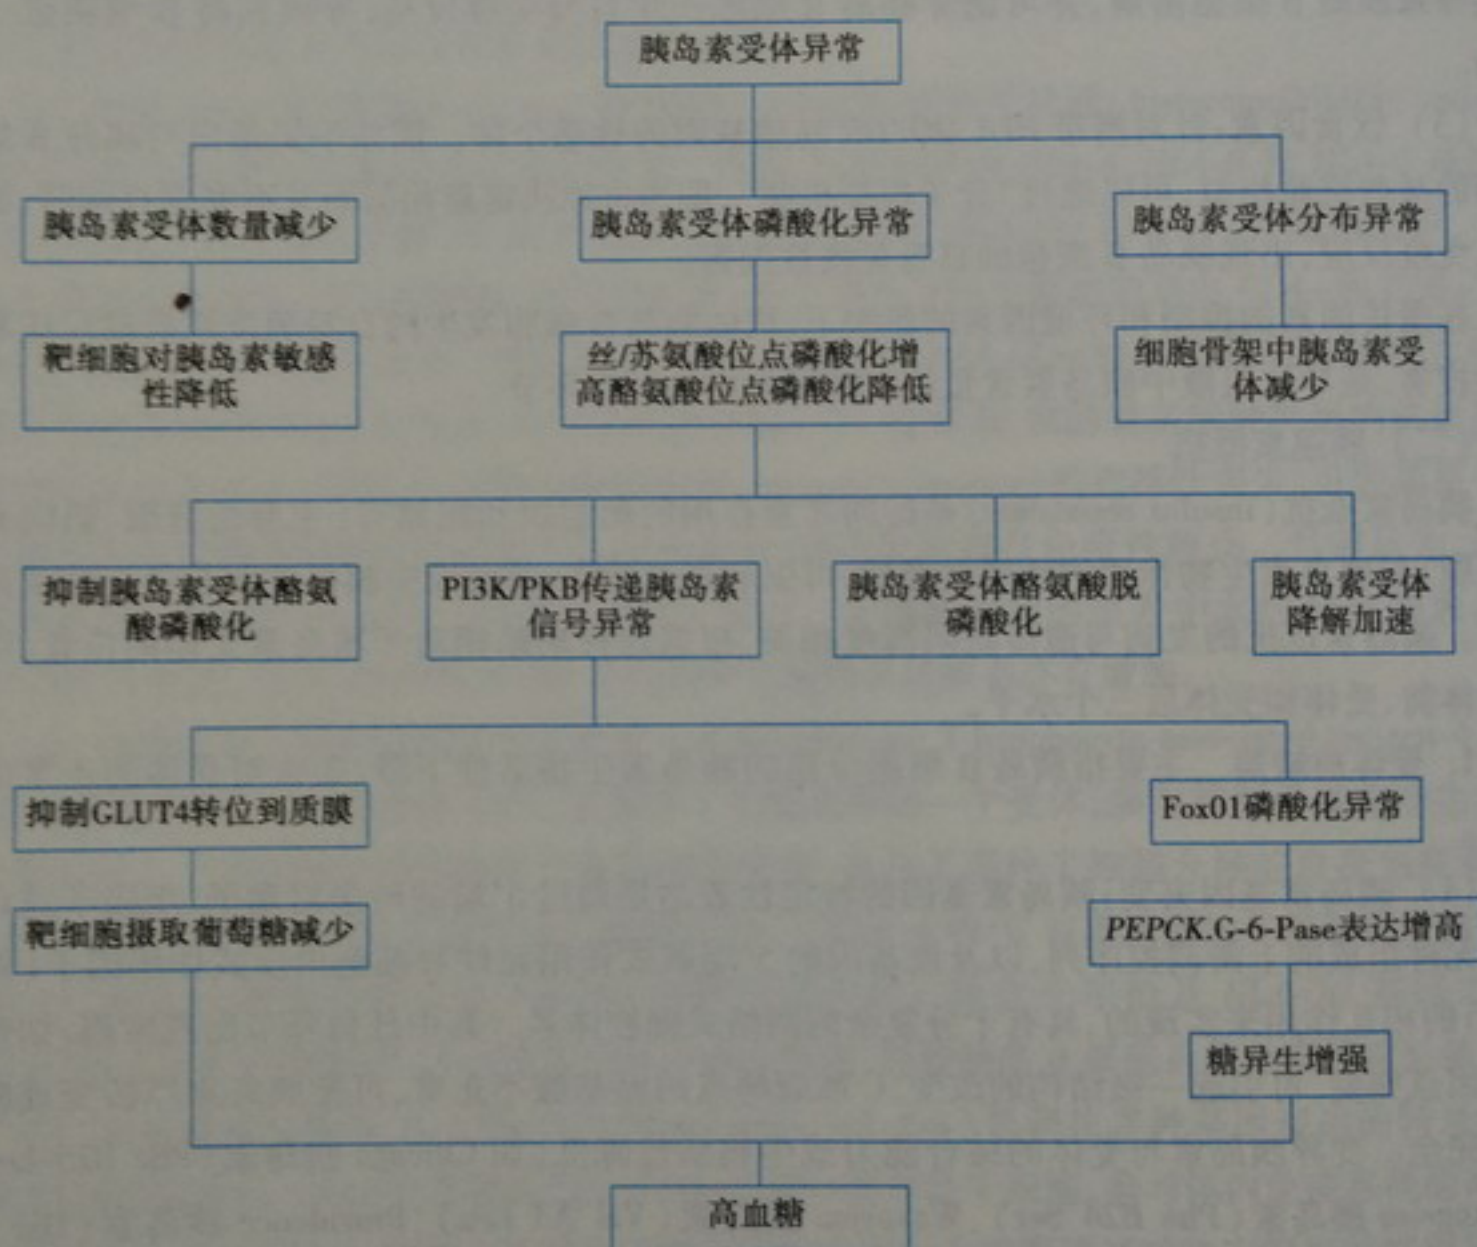 胰岛素受体异常
胰岛素受体数量减少
胰岛素受体磷酸化异常
胰岛素受体分布异常
靶细胞对胰岛素敏感
性降低
丝/苏氨酸位点磷酸化增
高酪氨酸位点磷酸化降低
细胞骨架中胰岛素受
体减少
抑制胰岛素受体酪氨
酸磷酸化
PI3K/PKB传递胰岛素
信号异常
胰岛素受体酪氨酸脱
磷酸化
胰岛素受体
降解加速
抑制GLUT4转位到质膜
Fox01磷酸化异常
靶细胞摄取葡萄糖减少
PEPCK.G-6-Pase表达增高
糖异生增强
高血糖